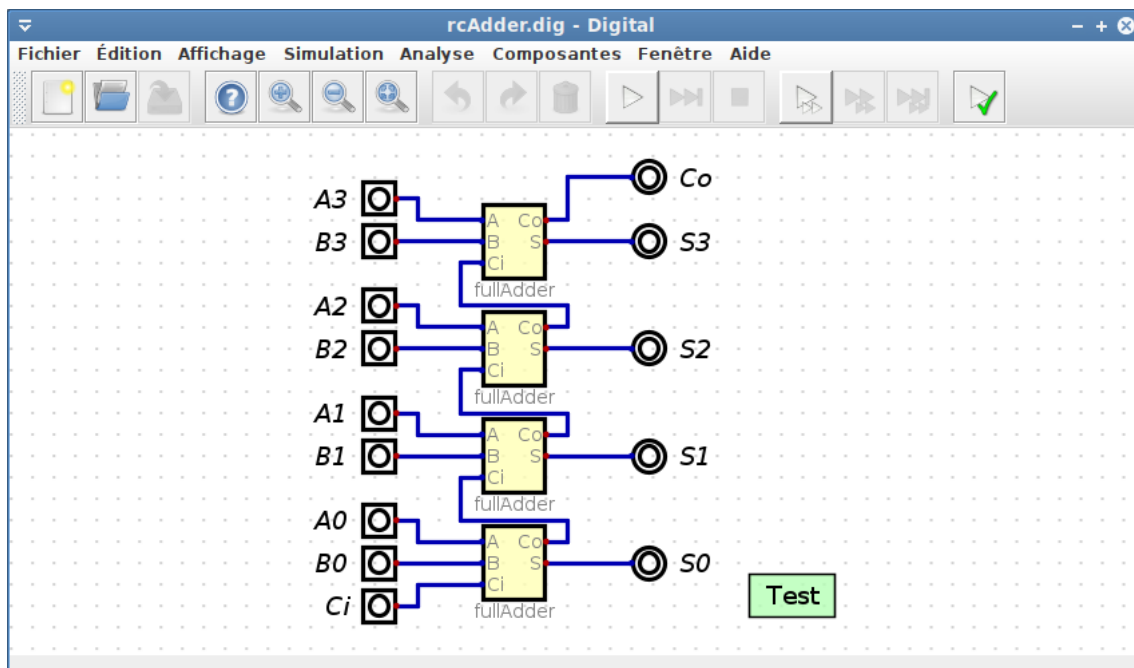 rcAdder.dig - Digital
Fichier Édition Affichage Simulation Analyse Composantes Fenêtre Aide
Co
A3
A Co
B3
B S
S3
Ci
fullAdder
A2
A Co
B2
B S
S2
Ci
fullAdder
A1
A Co
B1
B S
S1
Ci
fullAdder
A0
A Co
B0
B S
S0
Ci
Ci
fullAdder
Test